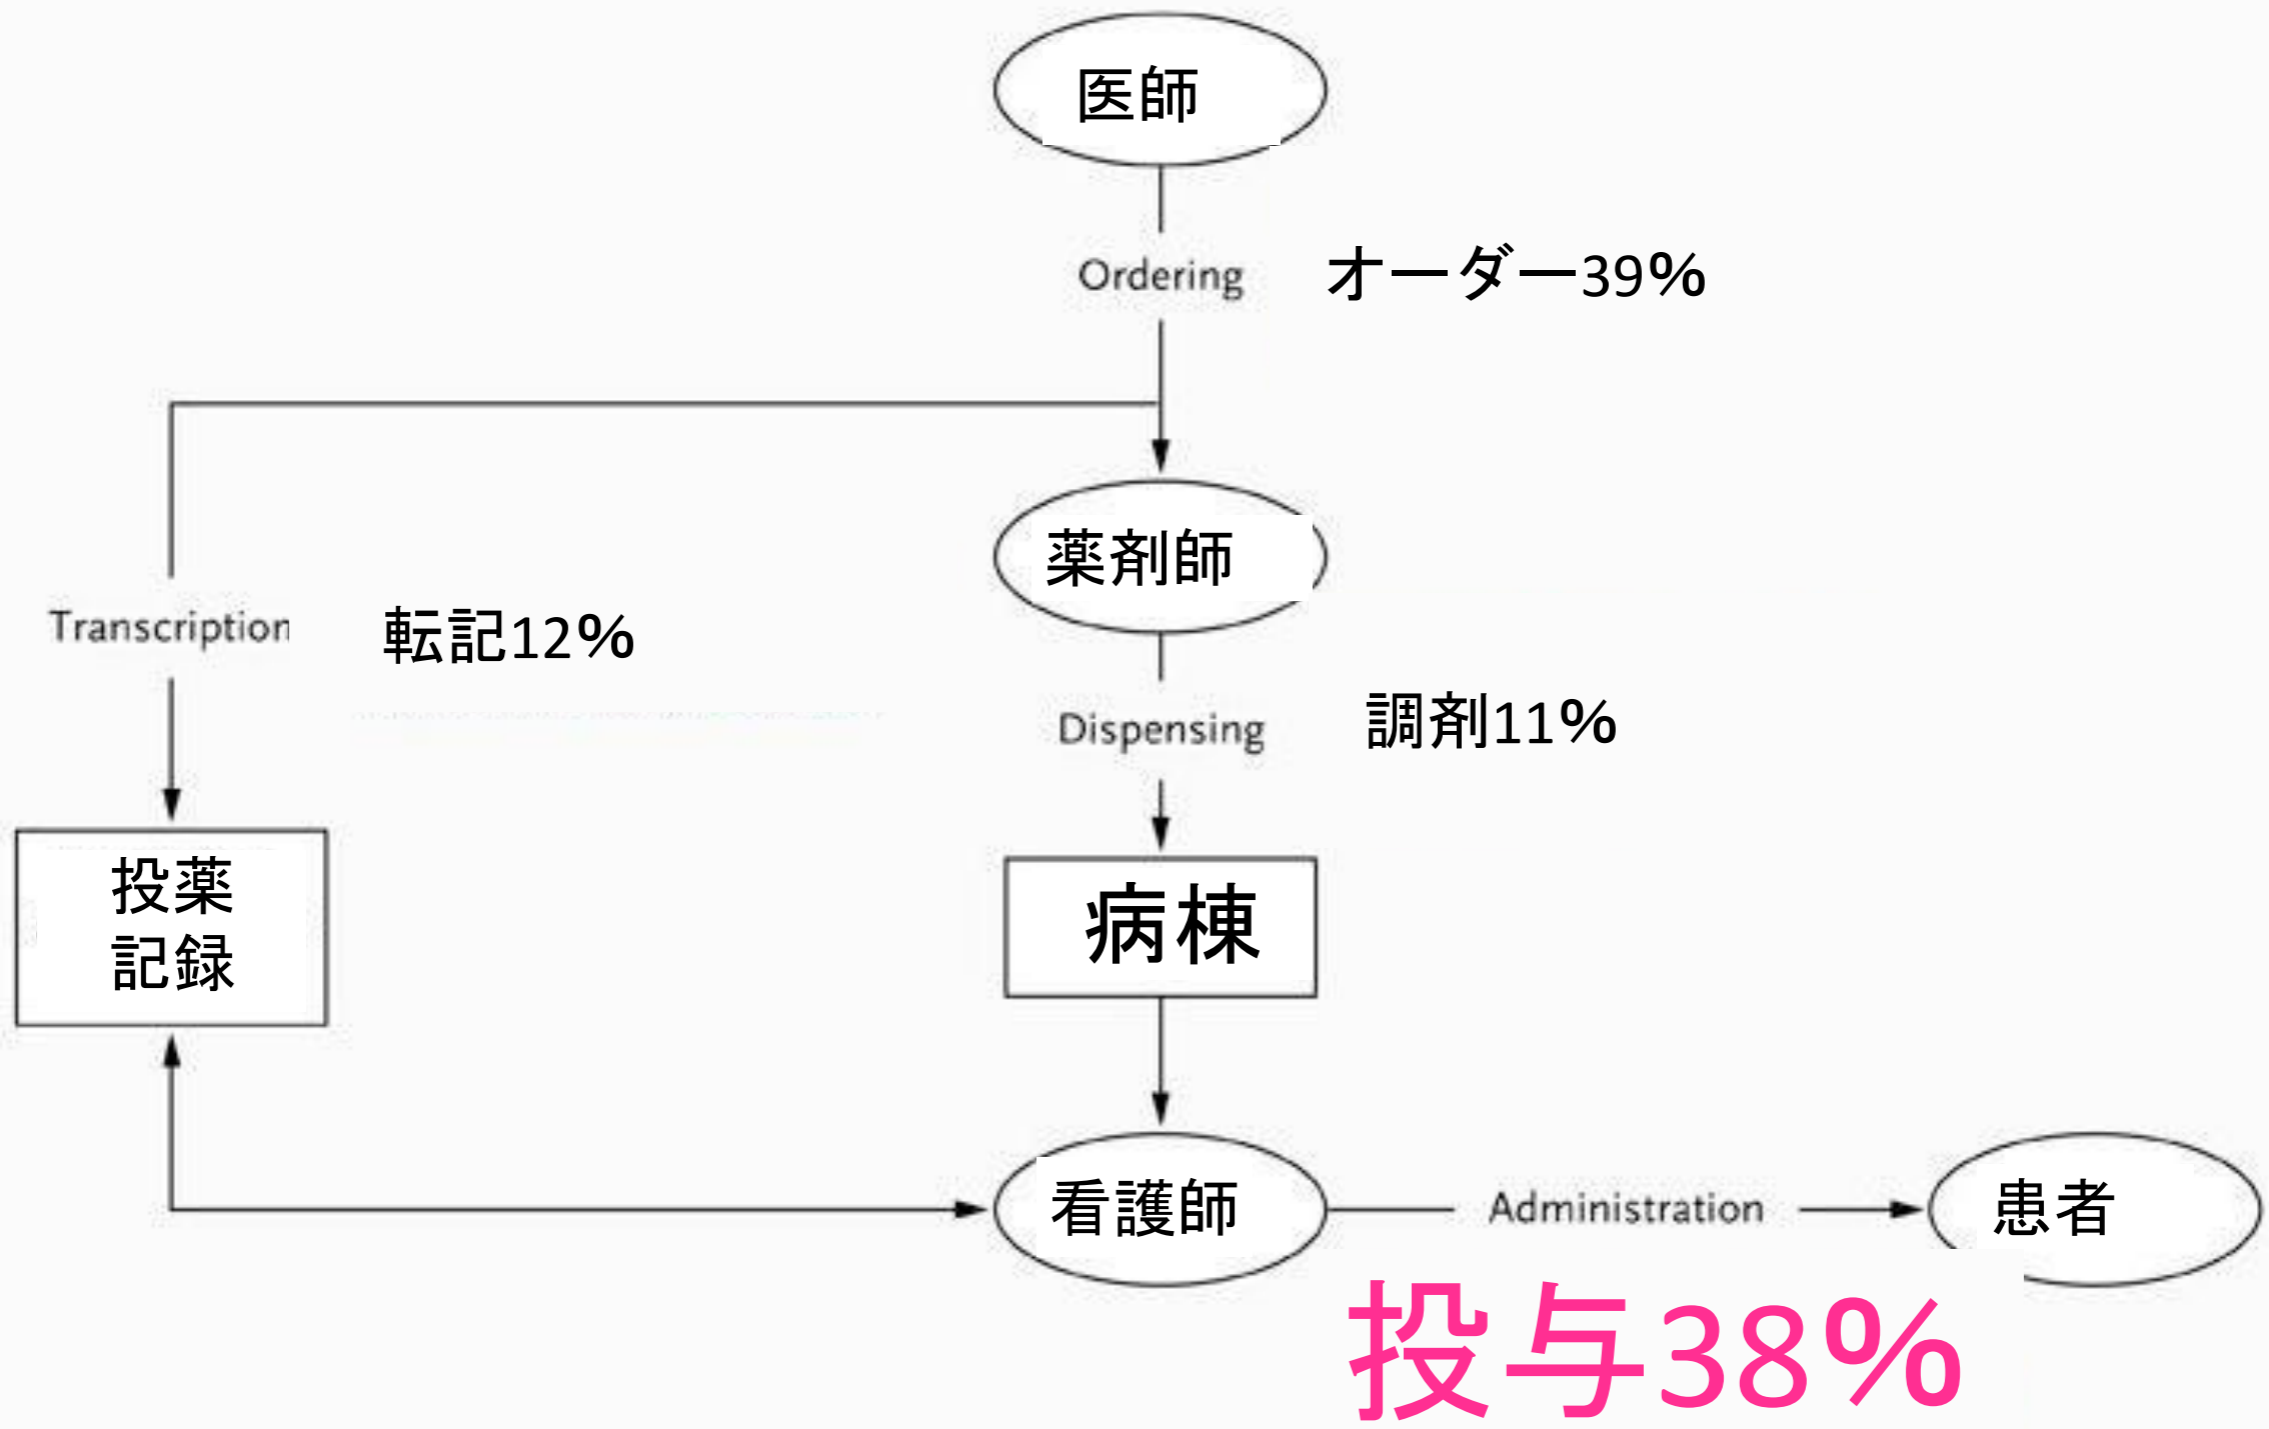 医師
Ordering
オーダー39%
薬剤師
Transcription
転記12%
Dispensing
調剤11%
投薬
記録
病棟
看護師
Administration
患者
投与38%